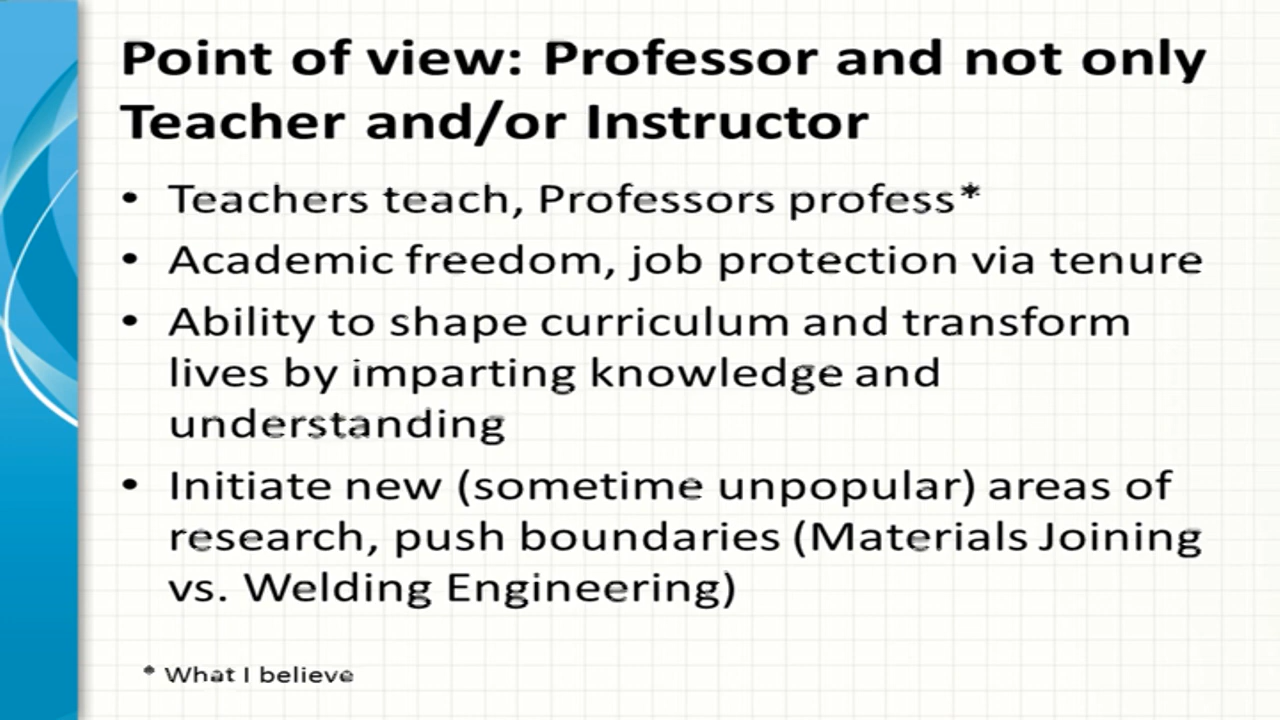 Point of view: Professor and not only
Teacher and/or Instructor
• Teachers teach, Professors profess*
• Academic freedom, job protection via tenure
• Ability to shape curriculum and transform
lives by imparting knowledge and
understanding
• Initiate new (sometime unpopular) areas of
research, push boundaries (Materials Joining
vs. Welding Engineering)
* What I believe